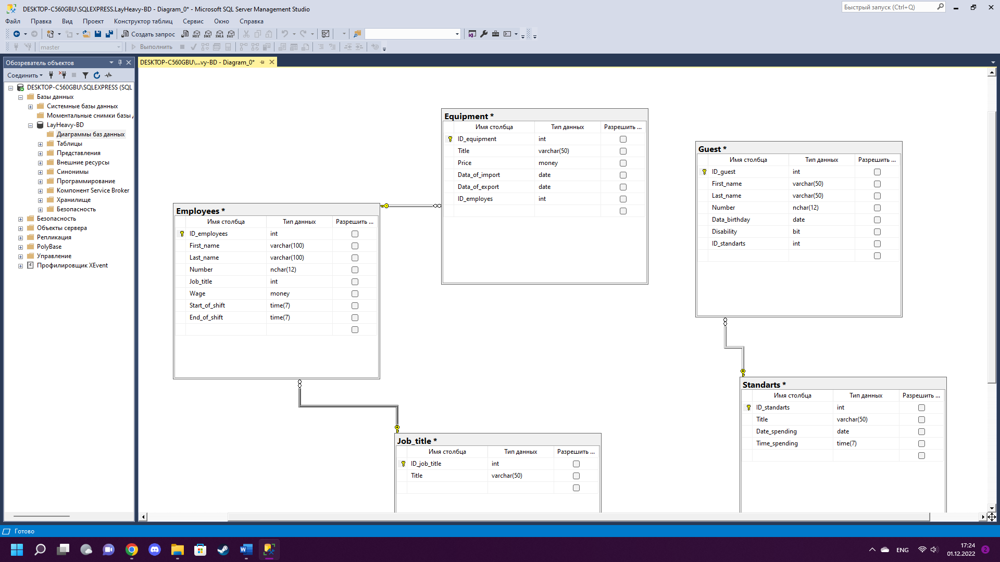 DESKTOP-C560GBU\SQLEXPRESS.LayHeavy-BD - Diagram_0* - Microsoft SQL Server Management Studio
Быстрый запуск (Ctrl+Q)
Файл Правка Вид Проект Конструктор таблиц Сервис Окно Справка
Создать запрос MDX DMX XMLA DAX
master Выполнить
Обозреватель объектов
DESKTOP-C560GBU\...vy-BD - Diagram_0*
Соединить
DESKTOP-C560GBU\SQLEXPRESS (SQL
Базы данных
Системные базы данных
Моментальные снимки базы
LayHeavy-BD
Диаграммы баз данных
Таблицы
Представления
Внешние ресурсы
Синонимы
Программирование
Компонент Service Broker
Хранилище
Безопасность
Безопасность
Объекты сервера
Репликация
PolyBase
Управление
Профилировщик XEvent
Equipment *
Имя столбца Тип данных Разрешить ...
ID_equipment int
Title varchar(50)
Price money
Data_of_import date
Data_of_export date
ID_employes int
Guest *
Имя столбца Тип данных Разрешить ...
ID_guest int
First_name varchar(50)
Last_name varchar(50)
Number nchar(12)
Data_birthday date
Disability bit
ID_standarts int
Employees *
Имя столбца Тип данных Разрешить ...
ID_employees int
First_name varchar(100)
Last_name varchar(100)
Number nchar(12)
Job_title int
Wage money
Start_of_shift time(7)
End_of_shift time(7)
Standarts *
Имя столбца Тип данных Разрешить ...
ID_standarts int
Title varchar(50)
Date_spending date
Time_spending time(7)
Job_title *
Имя столбца Тип данных Разрешить ...
ID_job_title int
Title varchar(50)
Готово
ENG
17:24
01.12.2022
2